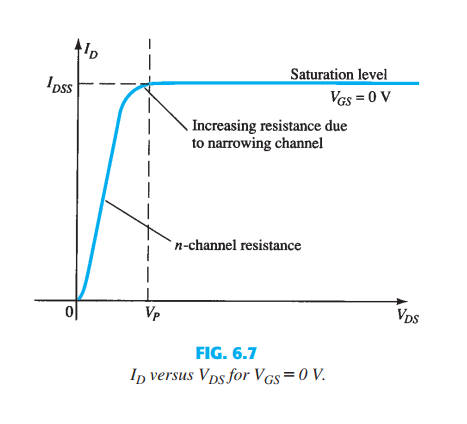 I_D
I_DSS
Saturation level
V_GS = 0 V
Increasing resistance due
to narrowing channel
n-channel resistance
0
V_P
V_DS
FIG. 6.7
I_D versus V_DS for V_GS = 0 V.